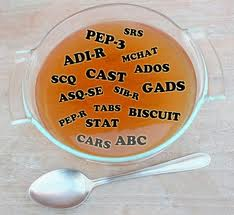 PEP-3 SRS
ADI-R MCHAT
SCQ CAST ADOS
ASQ-SE SIB-R GADS
PEP-R TABS BISCUIT
STAT
CARS ABC